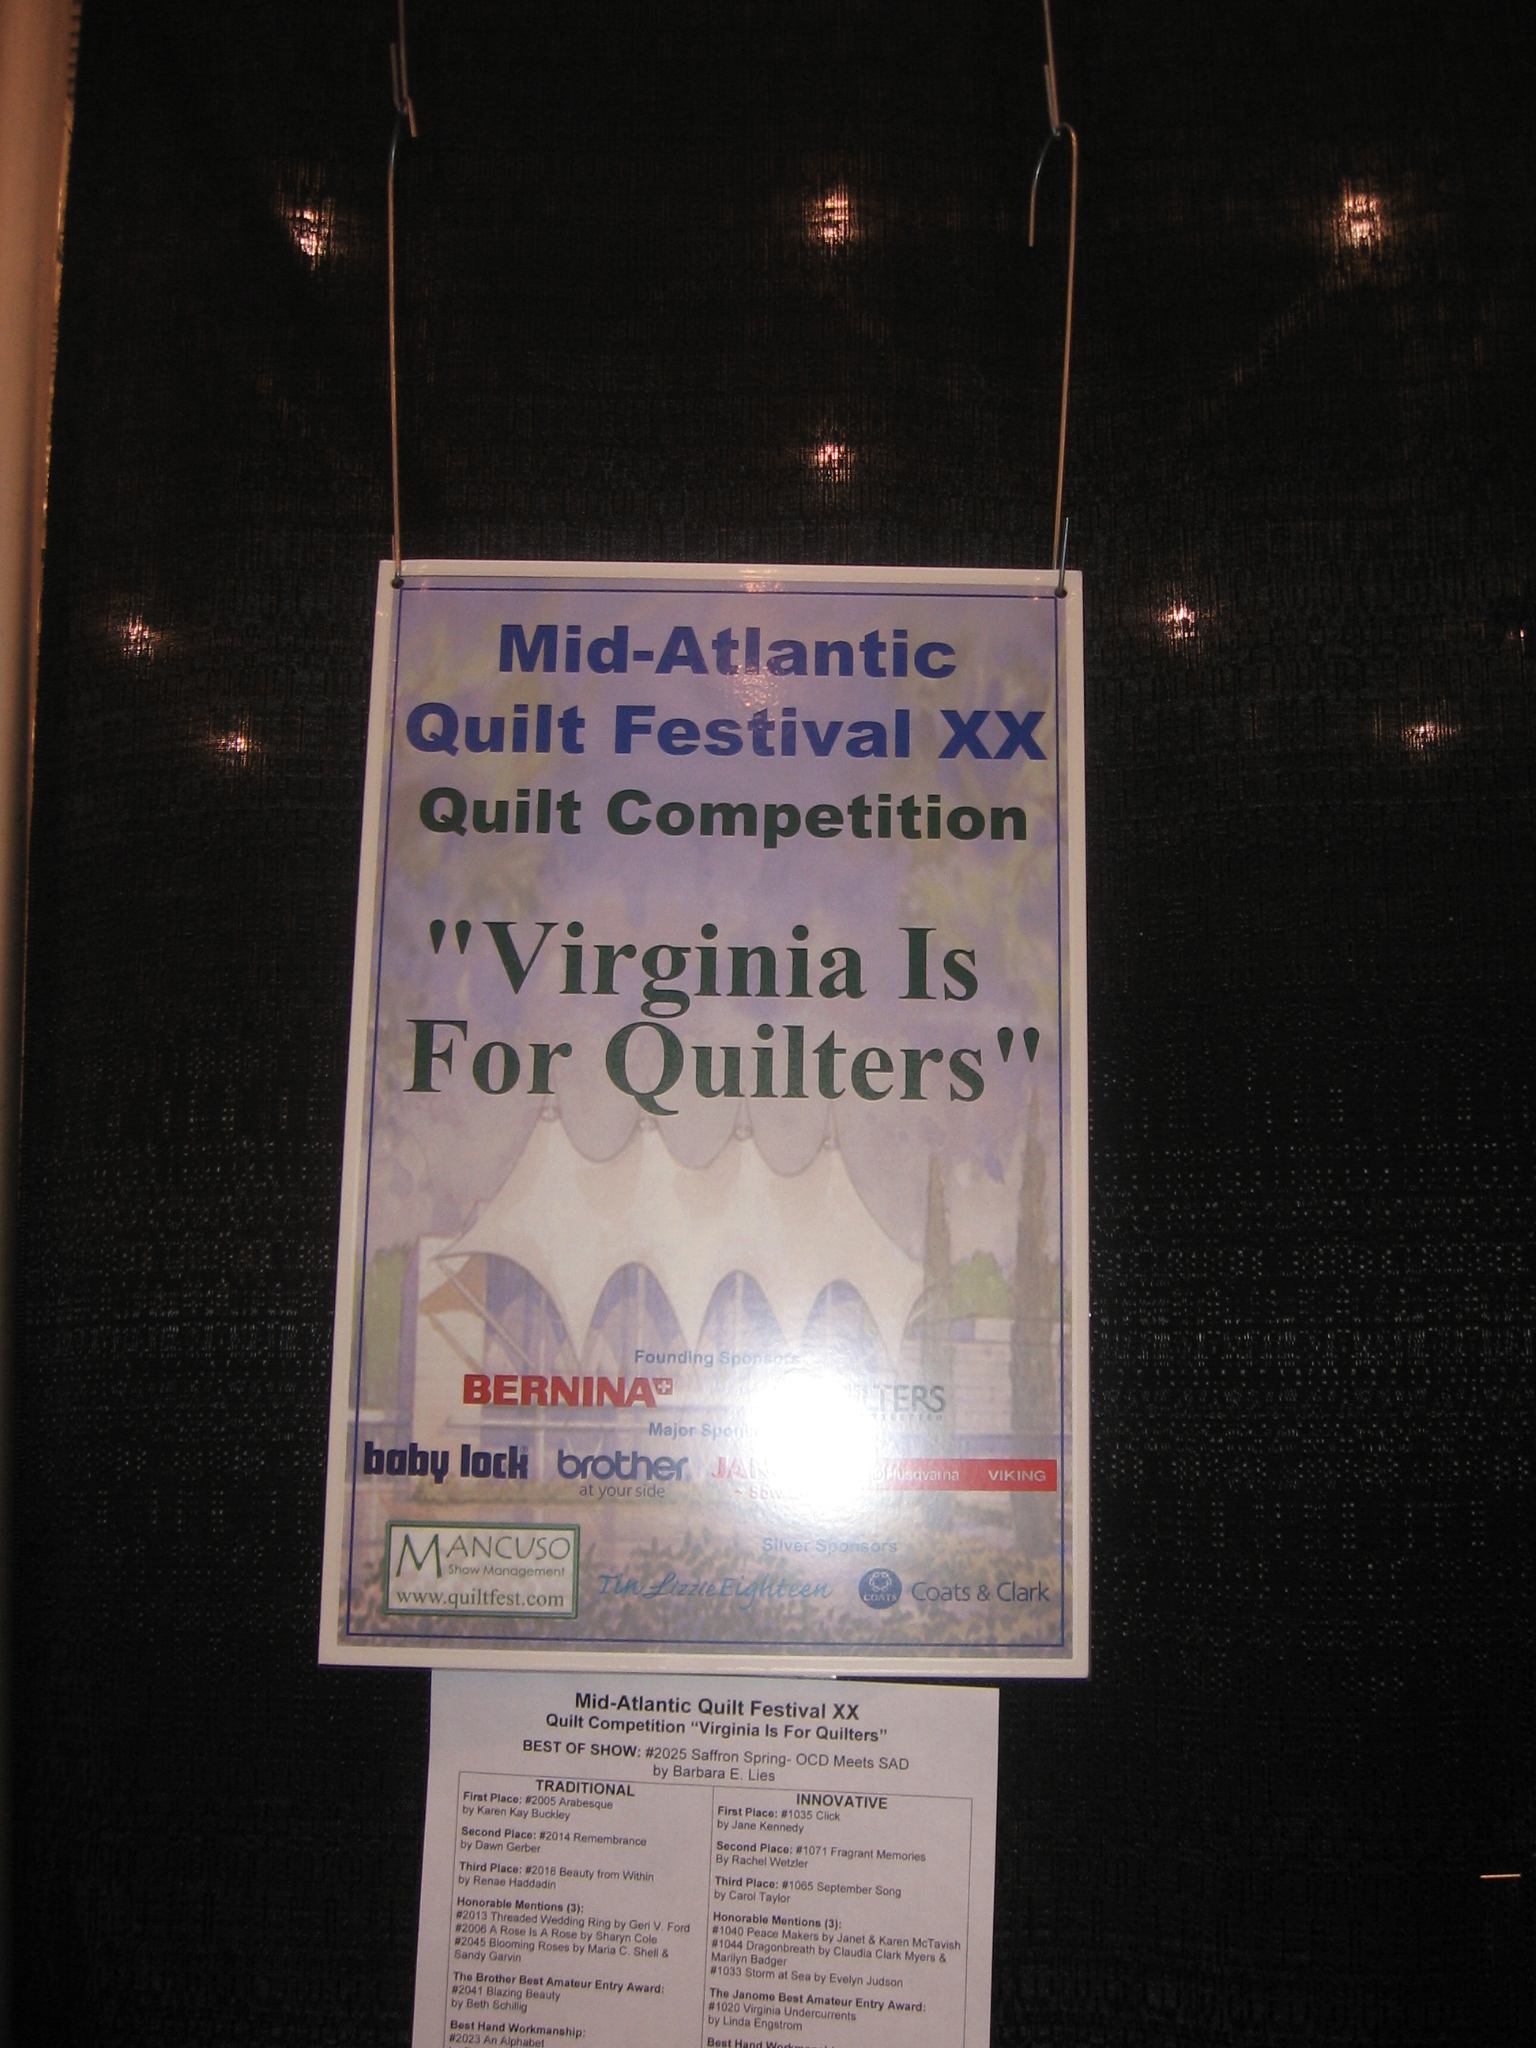 Mid-Atlantic
Quilt Festival XX
Quilt Competition
"Virginia Is
For Quilters"
Founding Sponsors
BERNINA
Major
baby lock brother Husqvarna VIKING
at your side
MANCUSO
Show Management
www.quiltfest.com
Silver Sponsors
Tin Lizzie Eighteen COATS Coats & Clark
Mid-Atlantic Quilt Festival XX
Quilt Competition “Virginia Is For Quilters”
BEST OF SHOW: #2025 Saffron Spring- OCD Meets SAD
by Barbara E. Lies
TRADITIONAL
First Place: #2005 Arabesque
by Karen Kay Buckley
Second Place: #2014 Remembrance
by Dawn Gerber
Third Place: #2018 Beauty from Within
by Renae Haddadin
Honorable Mentions (3):
#2013 Threaded Wedding Ring by Geri V. Ford
#2006 A Rose Is A Rose by Sharyn Cole
#2045 Blooming Roses by Maria C. Shell &
Sandy Garvin
The Brother Best Amateur Entry Award:
#2041 Blazing Beauty
by Beth Schillig
Best Hand Workmanship:
#2023 An Alphabet
INNOVATIVE
First Place: #1035 Click
by Jane Kennedy
Second Place: #1071 Fragrant Memories
By Rachel Wetzler
Third Place: #1065 September Song
by Carol Taylor
Honorable Mentions (3):
#1040 Peace Makers by Janet & Karen McTavish
#1044 Dragonbreath by Claudia Clark Myers &
Marilyn Badger
#1033 Storm at Sea by Evelyn Judson
The Janome Best Amateur Entry Award:
#1020 Virginia Undercurrents
by Linda Engstrom
Best Hand